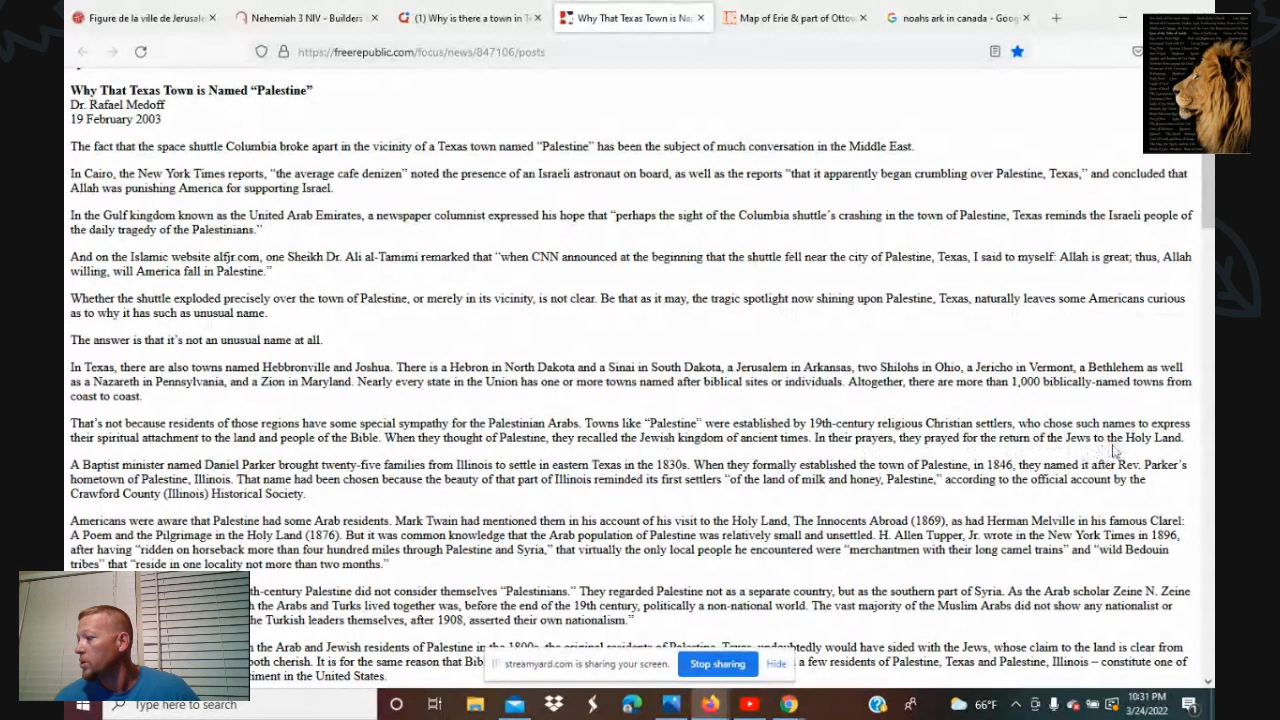 Figure de la ville de Jerusalem
Nehemiah 3 NIV - Builders
(1) Why is there a town in Te
Why That Texas Town is Na
Map of Erie & part of Ottow
noahs ark in canada - Goog
https://freerepublic.com/focus/news/847016/posts
Why That Texas Town is Named “Palestine”
Dr. Rafael Medoff
19 February 2003
The fact that the space shuttle Columbia broke apart in the vicinity of a Texas town named “Palestine” has been the subject of much conversation in the Middle East.
In Cairo, the New York Times reports, “the average cafe denizen” noted the presence of an Israeli astronaut on board, as well as the reports “that it apparently began crumbling over Palestine, Texas,” and concluded that
Allah was punishing America for supporting Israel.
In the Gulf kingdom known as the United Arab Emirates, a newspaper columnist expressed his hope that “perhaps the sight of the Columbia shuttle´s crashing in the town of Palestine, Texas reminds the Israeli people of
the daily tragedy of the Palestinians.”
And on the Islamic website alfjr.com, one Sheikh Dr. Ali al-Tamimi remarked that “when CNN announced at the beginning that the shuttle fell near the city of Palestine, Texas, I said to myself: Allah is great; thus, Allah
willing, will America fall in Palestine.”
Whether the shuttle exploded precisely over the town of Palestine, or merely in its vicinity, is not clear. Be that as it may, the tragic spotlight now shining upon Palestine, Texas, naturally leaves some Americans curious
as to why it has such as unusual name.
The answer is that it´s not an unusual name at all.
In Texas, there are also towns named Hebbronville and Joshua. There is a Hebron in North Dakota and a Sinai in South Dakota, a Jerusalem in Arkansas, two Shilohs in Ohio, a Jericho in Vermont, a Bethlehem as well
as a Nazareth in Pennsylvania, and a Zion in Maryland. Nearly every state in the Union has one or more towns named after biblical sites or individuals. Altogether, there are more than 1,000 biblically-named towns from
coast to coast.
That´s not because residents of those regions have some special sympathy for the Palestinian Arabs. Towns like “Palestine” were established by 19th-century religious Christian settlers, who chose such names to express
their spiritual attachment to the land and people of the Bible. When they thought of Palestine, they recalled the Jewish kingdom of ancient times. In their prayers, they prayed for the return of the Jews to the Holy Land.
A Baptist minister named Daniel Parker brought twenty-five families from Illinois to settle in eastern Texas in the 1830s. When they formally established the town of Palestine, in 1846, they named it after Rev. Parker´s
hometown of Palestine, Illinois. That name had been chosen because the beauty of that part of Illinois reminded its first settlers “of the land of milk and honey, Palestine,” according to the official account by the
Crawford County (Illinois) Historical Society.
Americans were aware that Palestine had some Arab residents. Mark Twain had mentioned them in his account of his visit to the Holy Land, The Innocents Abroad (1869), as had Herman Melville in his famous Clarel:
A Poem and the Pilgrimage in the Holy Land (1876). But it was common knowledge that the Arab population of Palestine was relatively small and unsettled. H. Allen Tupper, Jr. wrote in the New York Times in 1896,
after having “ridden on horseback more than four hundred miles through Palestine and Syria,” that virtually the only local people he encountered were “merchantmen with their long camel trains” and “wild Bedouin
tribes” that “reside in one locality not more than two months.”
th-century Palestine did not consider themselves “Palestinians.” They regarded Palestine not as a separate country, but as the southern part of Syria. As the Arab scholar Zeine N. Zeine
h the Arabs and Turks lived together was, before the end of the 19th century, politically a non-national world. The vast majority of the Muslim Arabs did not show any nationalist or
the Turkish leaders themselves, after 1908, asserted their own nationalism.”
n the Arab and Jewish residents of Palestine in the 1800s, the original residents of Palestine, Texas, undoubtedly would have sided with the Jews, whose claim to the land is clear from
both cherish. It is for the same reason that Bib a few residents of Palestine, Texas and Palestine, Illinois – constitute one of
timent in the United States.
streamyard.com is sharing your screen. Stop sharing Hide
Type here to search
66°F
10:31 PM
3/24/2022